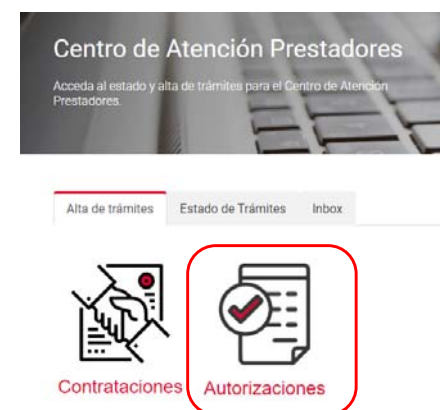 Centro de Atención Prestadores
Acceda al estado y alta de trámites para el Centro de Atención
Prestadores.
Alta de trámites Estado de Trámites Inbox
Contrataciones Autorizaciones